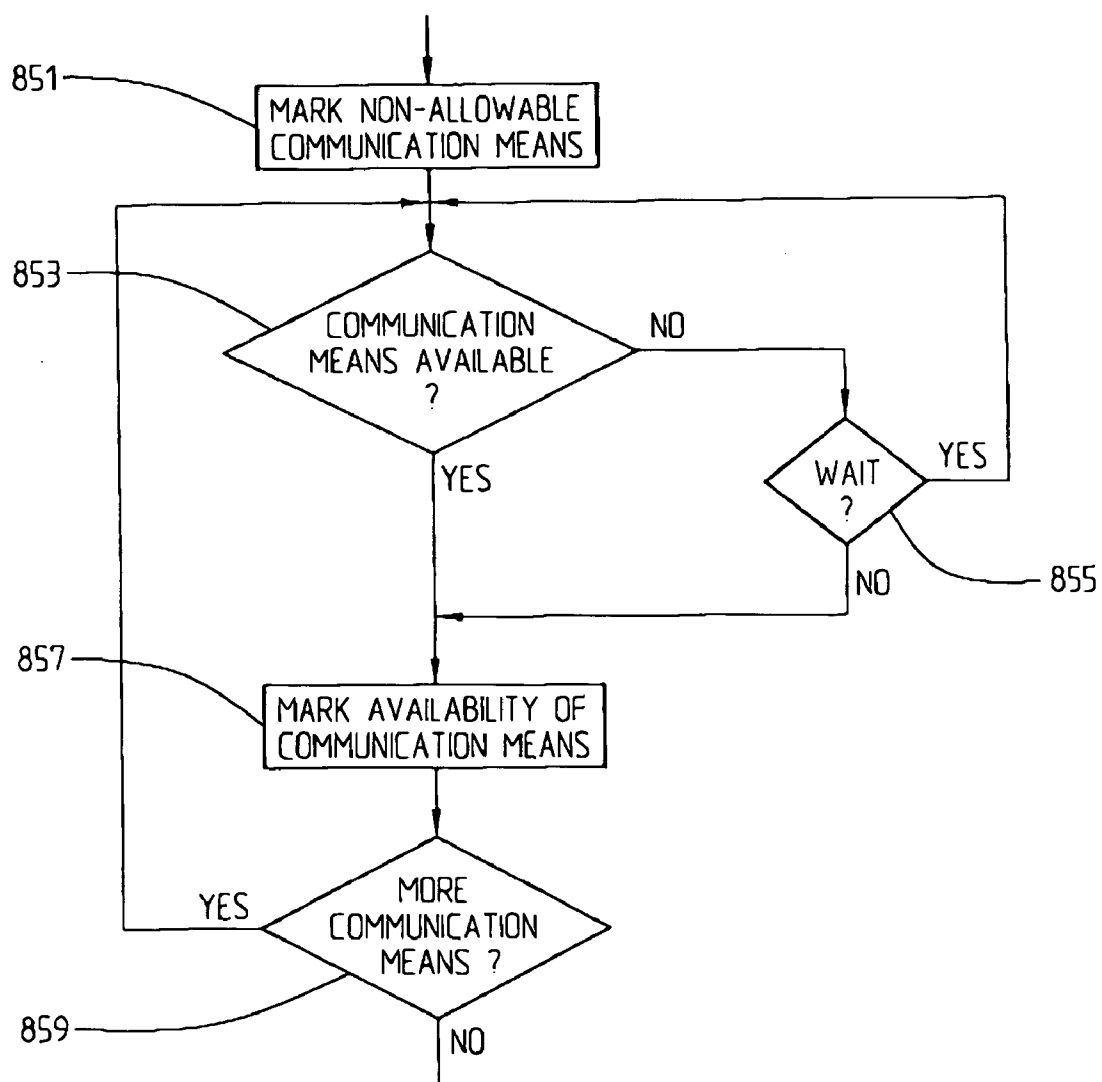 851
MARK NON-ALLOWABLE
COMMUNICATION MEANS
853
COMMUNICATION
MEANS AVAILABLE
?
NO
YES
WAIT
?
YES
NO
855
857
MARK AVAILABILITY OF
COMMUNICATION MEANS
YES
MORE
COMMUNICATION
MEANS ?
859
NO